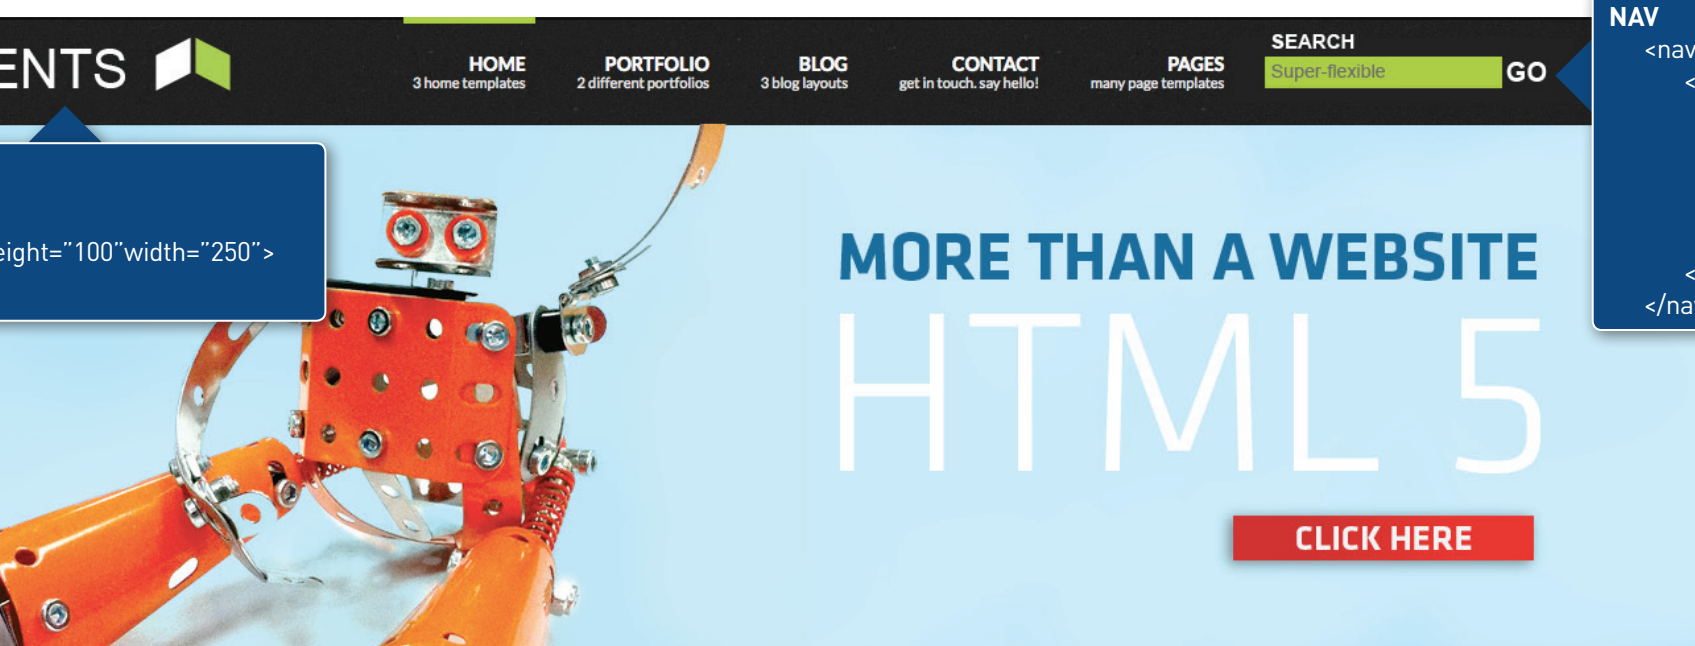 ENTS
HOME
3 home templates
PORTFOLIO
2 different portfolios
BLOG
3 blog layouts
CONTACT
get in touch. say hello!
PAGES
many page templates
SEARCH
Super-flexible
GO
NAV
<nav
<
<
</nav
eight=”100”width=”250”>
MORE THAN A WEBSITE
HTML 5
CLICK HERE